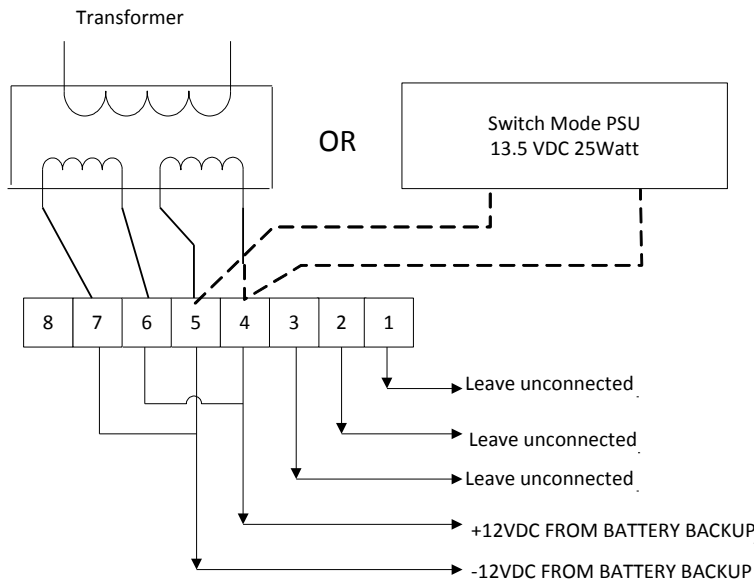 Transformer
OR
Switch Mode PSU
13.5 VDC 25Watt
8 7 6 5 4 3 2 1
Leave unconnected
Leave unconnected
Leave unconnected
+12VDC FROM BATTERY BACKUP
-12VDC FROM BATTERY BACKUP